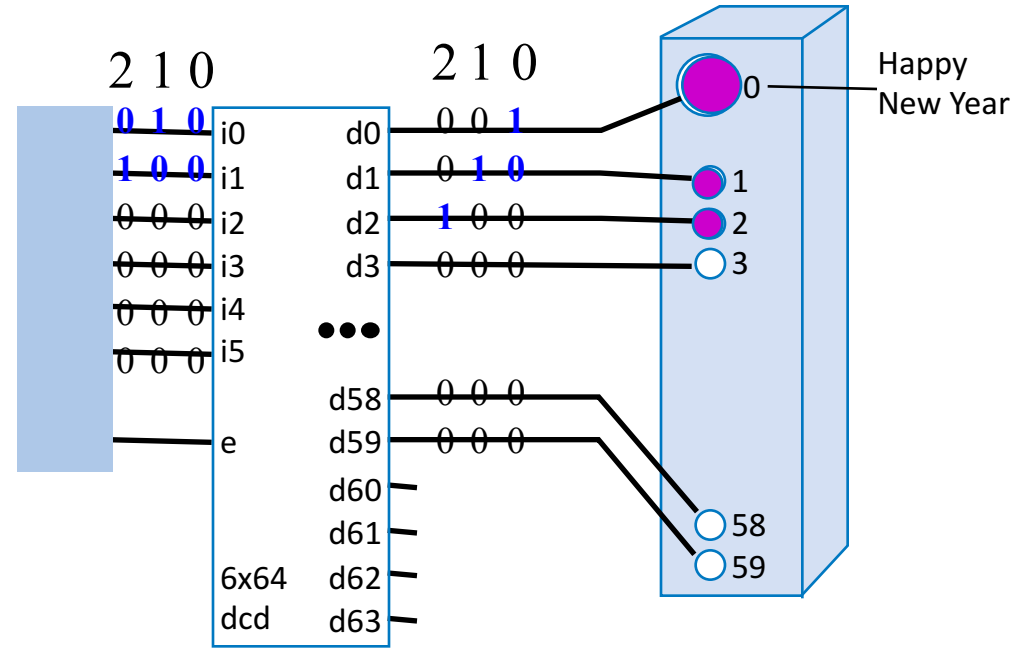 2 1 0
2 1 0
0
Happy
New Year
0 1 0 i0
d0 0 0 1
1 0 0 i1
d1 0 1 0
1
0 0 0 i2
d2 1 0 0
2
0 0 0 i3
d3 0 0 0
3
0 0 0 i4
0 0 0 i5
d58 0 0 0
e
d59 0 0 0
d60
58
d61
59
6x64
dcd
d62
d63